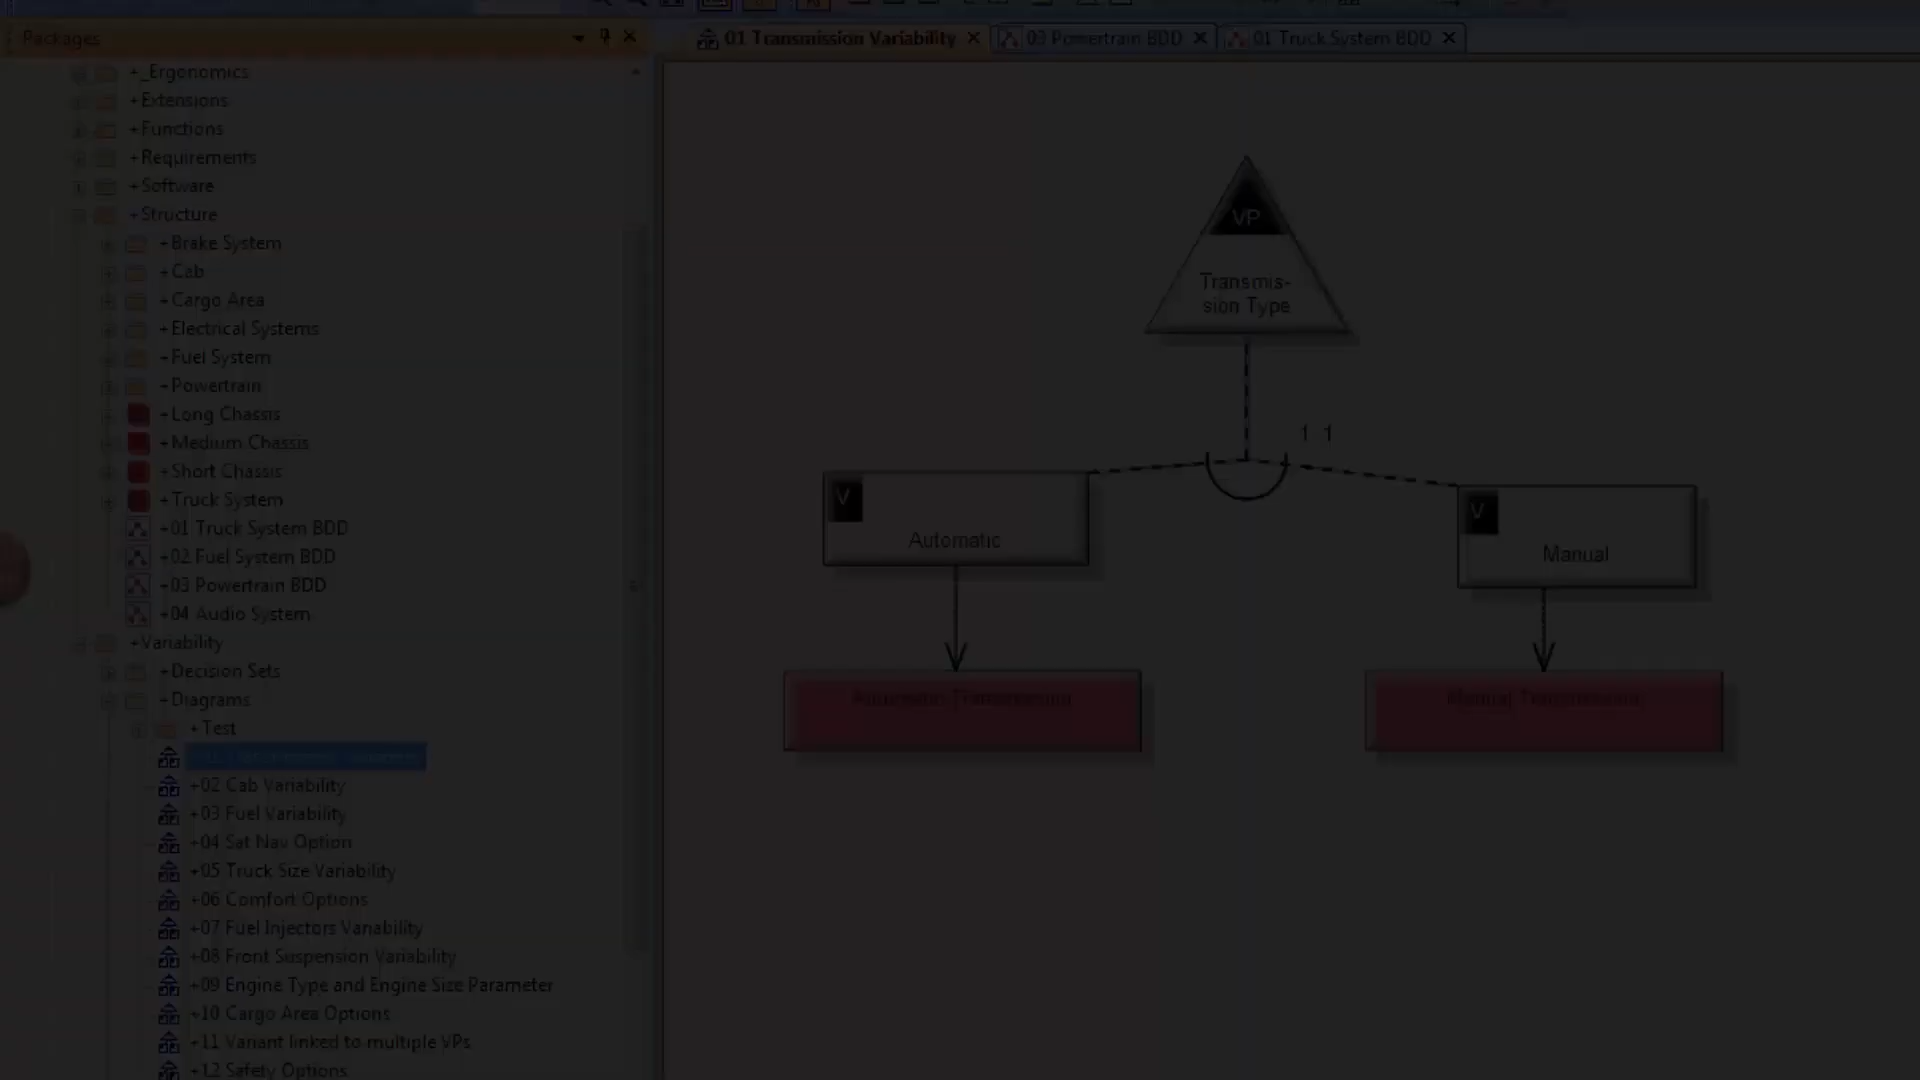 Packages
01 Transmission Variability
03 Powertrain BDD
01 Truck System BDD
+_Ergonomics
+Extensions
+Functions
+Requirements
+Software
+Structure
+Brake System
+Cab
+Cargo Area
+Electrical Systems
+Fuel System
+Powertrain
+Long Chassis
+Medium Chassis
+Short Chassis
+Truck System
+01 Truck System BDD
+02 Fuel System BDD
+03 Powertrain BDD
+04 Audio System
+Variability
+Decision Sets
+Diagrams
+Test
+02 Cab Variability
+03 Fuel Variability
+04 Sat Nav Option
+05 Truck Size Variability
+06 Comfort Options
+07 Fuel Injectors Variability
+08 Front Suspension Variability
+09 Engine Type and Engine Size Parameter
+10 Cargo Area Options
+11 Variant linked to multiple VPs
+12 Safety Options
VP
Transmis-
sion Type
1 1
V
Automatic
V
Manual
Automatic Transmission
Manual Transmission